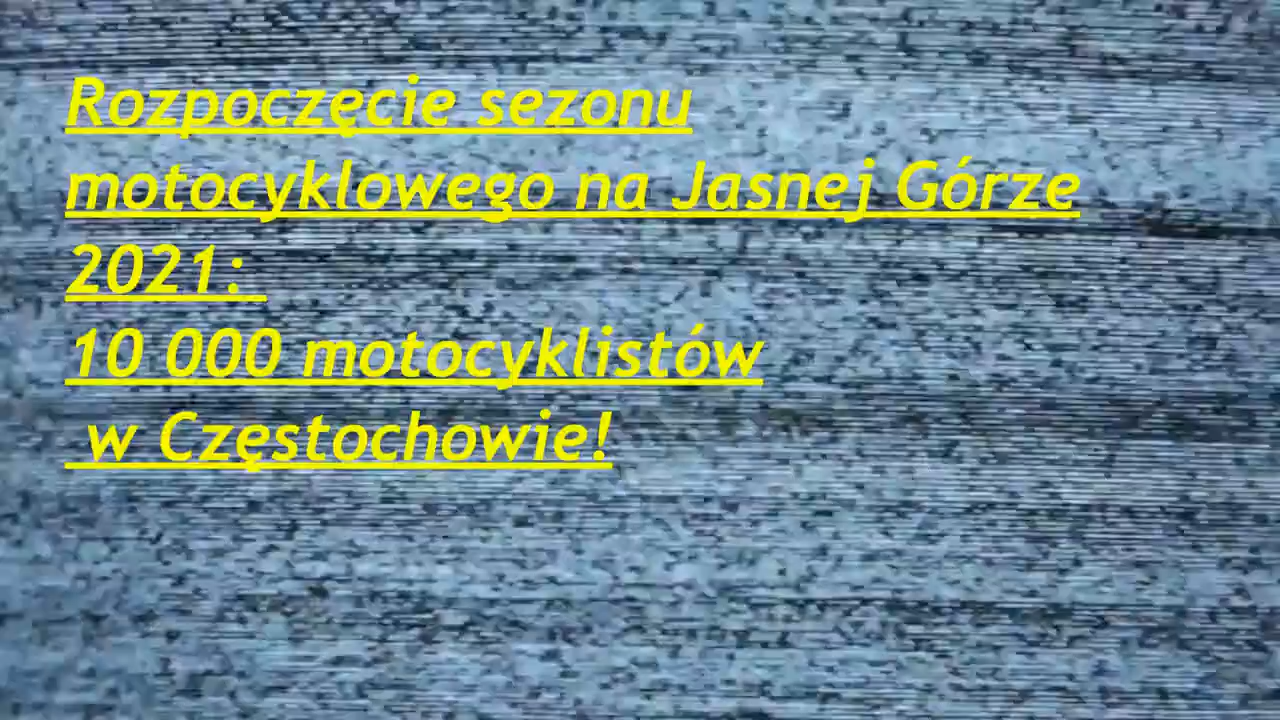 Rozpoczęcie sezonu
motocyklowego na Jasnej Górze
2021:
10 000 motocyklistów
w Częstochowie!